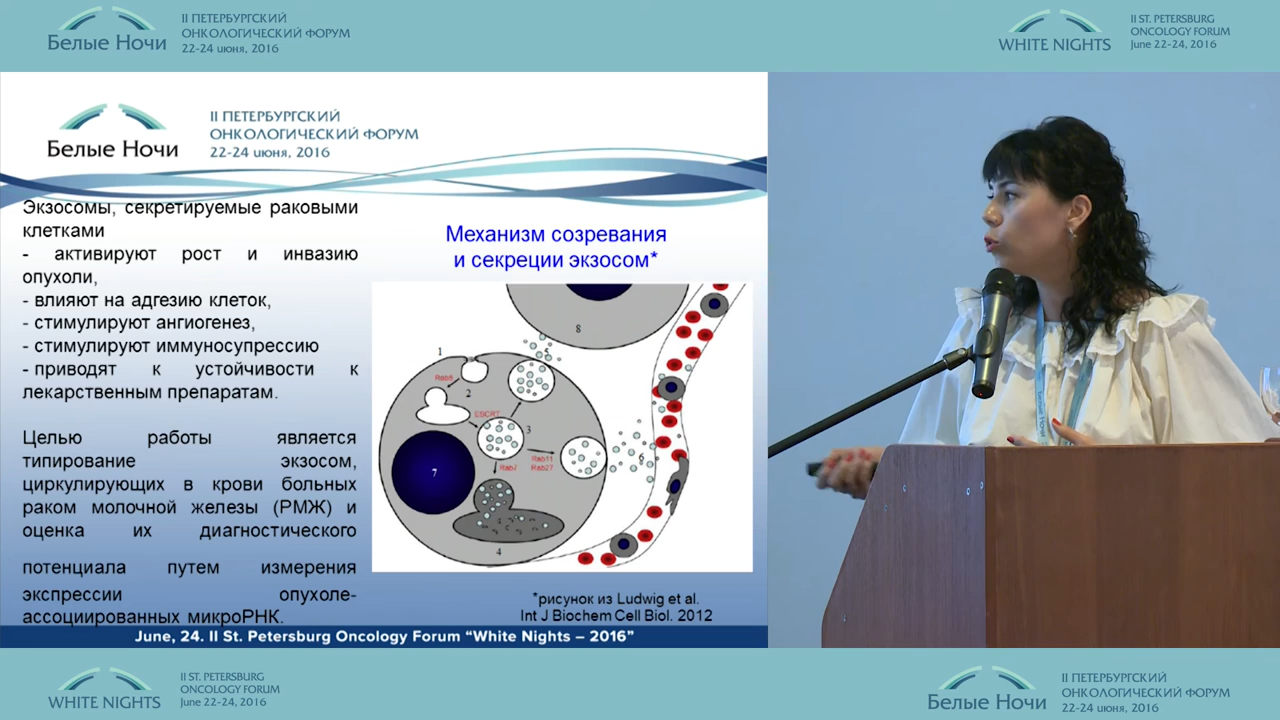 II ПЕТЕРБУРГСКИЙ
ОНКОЛОГИЧЕСКИЙ ФОРУМ
22-24 июня, 2016
Белые Ночи
II ST. PETERSBURG
ONCOLOGY FORUM
June 22-24, 2016
WHITE NIGHTS
II ПЕТЕРБУРГСКИЙ
ОНКОЛОГИЧЕСКИЙ ФОРУМ
22-24 июня, 2016
Белые Ночи
Экзосомы, секретируемые раковыми
клетками
- активируют рост и инвазию
опухоли,
- влияют на адгезию клеток,
- стимулируют ангиогенез,
- стимулируют иммуносупрессию
- приводят к устойчивости к
лекарственным препаратам.
Целью работы является
типирование экзосом,
циркулирующих в крови больных
раком молочной железы (РМЖ) и
оценка их диагностического
потенциала путем измерения
экспрессии опухоле-
ассоциированных микроРНК.
Механизм созревания
и секреции экзосом*
8
1
5
Rab5
2
ESCRT
3
Rab11
Rab27
6
7
Rab7
4
*рисунок из Ludwig et al.
Int J Biochem Cell Biol. 2012
June, 24. II St. Petersburg Oncology Forum “White Nights – 2016”
II ST. PETERSBURG
ONCOLOGY FORUM
June 22-24, 2016
WHITE NIGHTS
II ПЕТЕРБУРГСКИЙ
ОНКОЛОГИЧЕСКИЙ ФОРУМ
22-24 июня, 2016
Белые Ночи